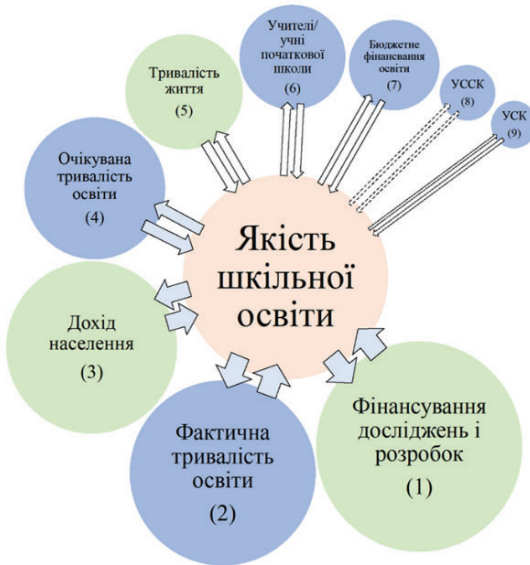 Якість
шкільної
освіти
Фінансування
досліджень і
розробок
(1)
Фактична
тривалість
освіти
(2)
Дохід
населення
(3)
Очікувана
тривалість
освіти
(4)
Тривалість
життя
(5)
Учителі/
учні
початкової
школи
(6)
Бюджетне
фінансування
освіти
(7)
УССК
(8)
УСК
(9)